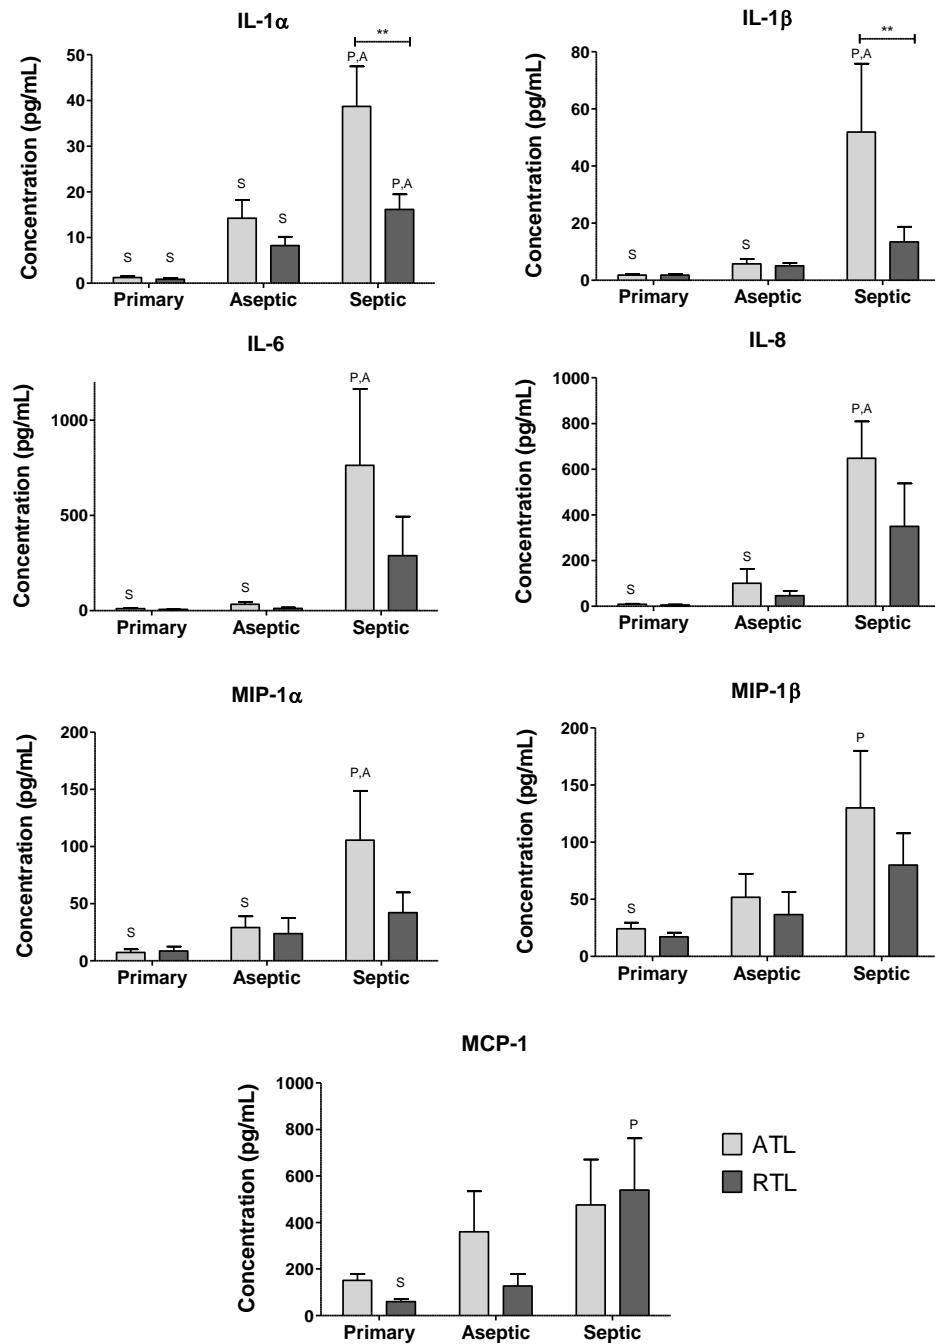 IL-1α
**
P,A
50
40
30
20
10
0
Concentration (pg/mL)
S
S
S
S
P,A
Primary
Aseptic
Septic
IL-1β
**
P,A
80
60
40
20
0
Concentration (pg/mL)
S
S
Primary
Aseptic
Septic
IL-6
P,A
1000
500
0
Concentration (pg/mL)
S
S
Primary
Aseptic
Septic
IL-8
1000
800
600
400
200
0
Concentration (pg/mL)
P,A
S
S
Primary
Aseptic
Septic
MIP-1α
200
150
100
50
0
Concentration (pg/mL)
P,A
S
S
Primary
Aseptic
Septic
MIP-1β
200
150
100
50
0
Concentration (pg/mL)
P
S
Primary
Aseptic
Septic
MCP-1
1000
800
600
400
200
0
Concentration (pg/mL)
P
S
Primary
Aseptic
Septic
ATL
RTL